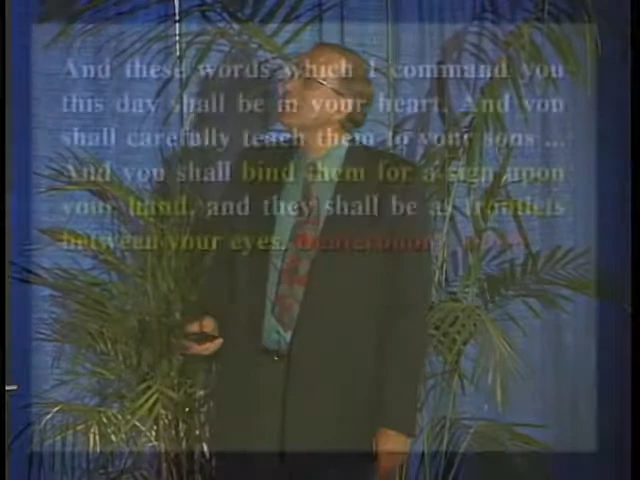 And these words which I command you
this day shall be in your heart. And you
shall carefully teach them to your sons ...
And you shall bind them for a sign upon
your hand, and they shall be as frontlets
between your eyes.